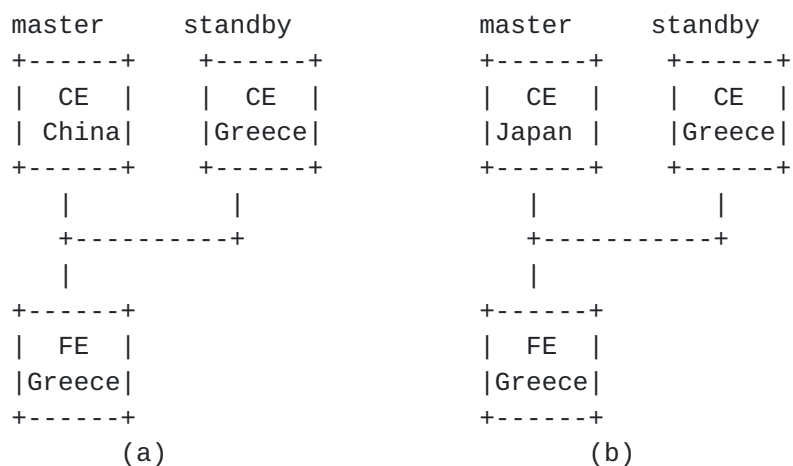 master     standby                    master     standby
+------+    +------+                  +------+    +------+
|  CE  |    |  CE  |                  |  CE  |    |  CE  |
| China|    |Greece|                  |Japan |    |Greece|
+------+    +------+                  +------+    +------+
   |          |                          |           |
   +----------+                          +-----------+
   |                                     |
+------+                              +------+
|  FE  |                              |  FE  |
|Greece|                              |Greece|
+------+                              +------+
       (a)                                   (b)